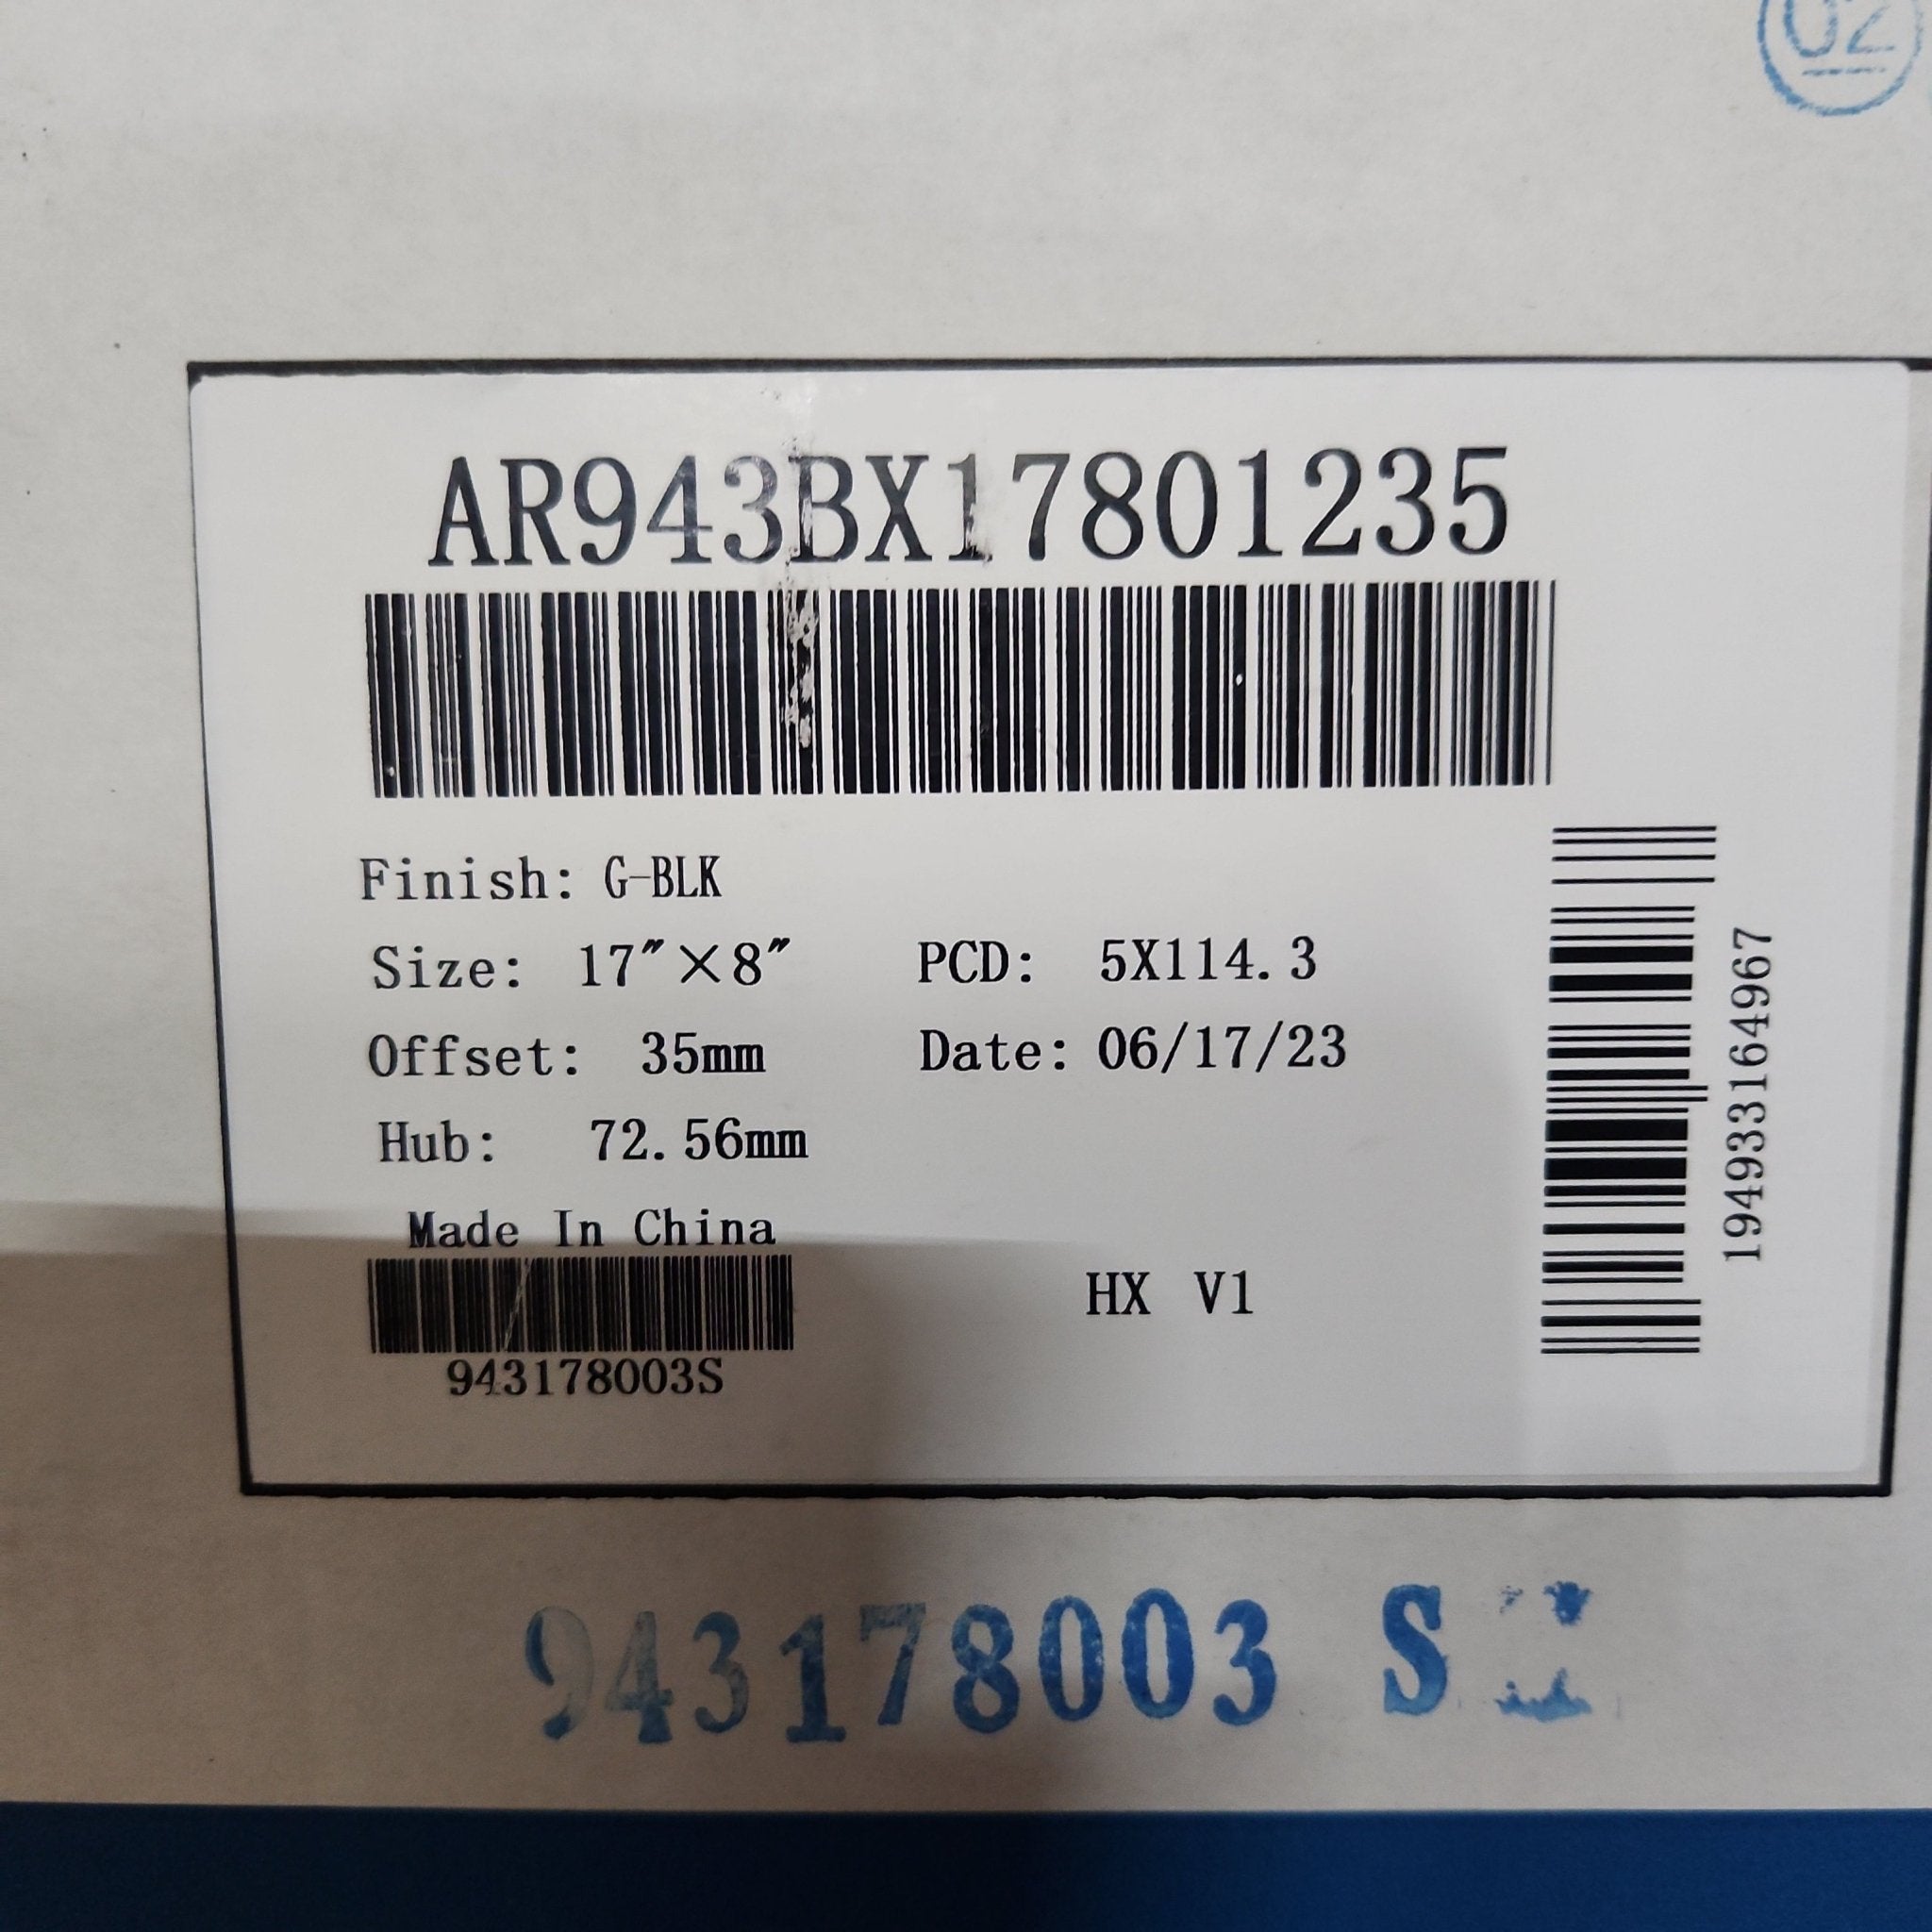 02
AR943BX17801235
Finish: G-BLK
Size: 17"×8" PCD: 5X114.3
Offset: 35mm Date: 06/17/23
Hub: 72.56mm
Made In China
HX V1
943178003S
194933164967
943178003 S